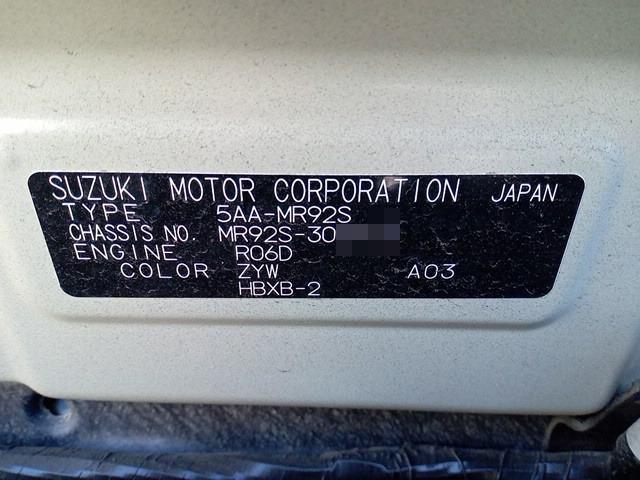 SUZUKI MOTOR CORPORATION JAPAN
TYPE 5AA-MR92S
CHASSIS NO. MR92S-30
ENGINE R06D
COLOR ZYW A03
HBXB-2